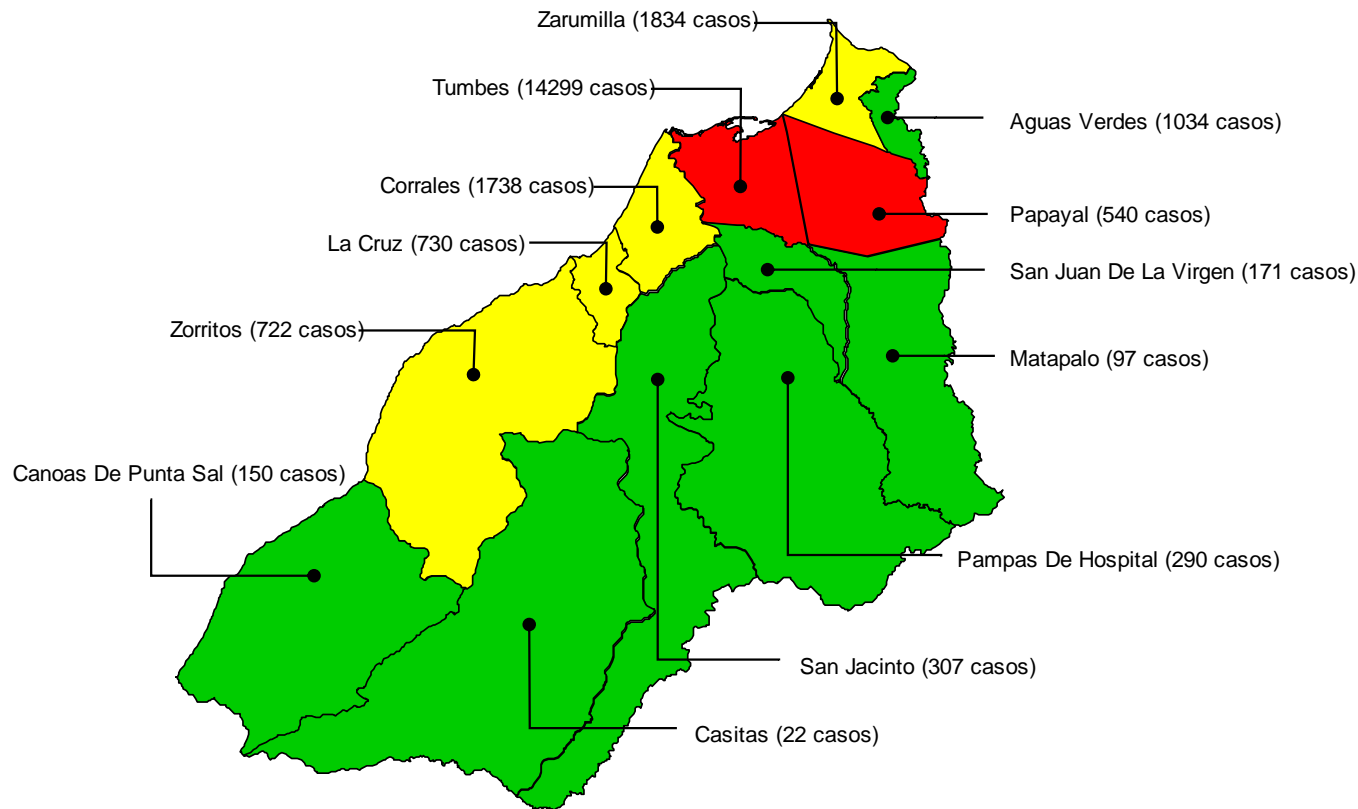 Zarumilla (1834 casos)
Tumbes (14299 casos)
Aguas Verdes (1034 casos)
Corrales (1738 casos)
Papayal (540 casos)
La Cruz (730 casos)
San Juan De La Virgen (171 casos)
Zorritos (722 casos)
Matapalo (97 casos)
Canoas De Punta Sal (150 casos)
Pampas De Hospital (290 casos)
San Jacinto (307 casos)
Casitas (22 casos)